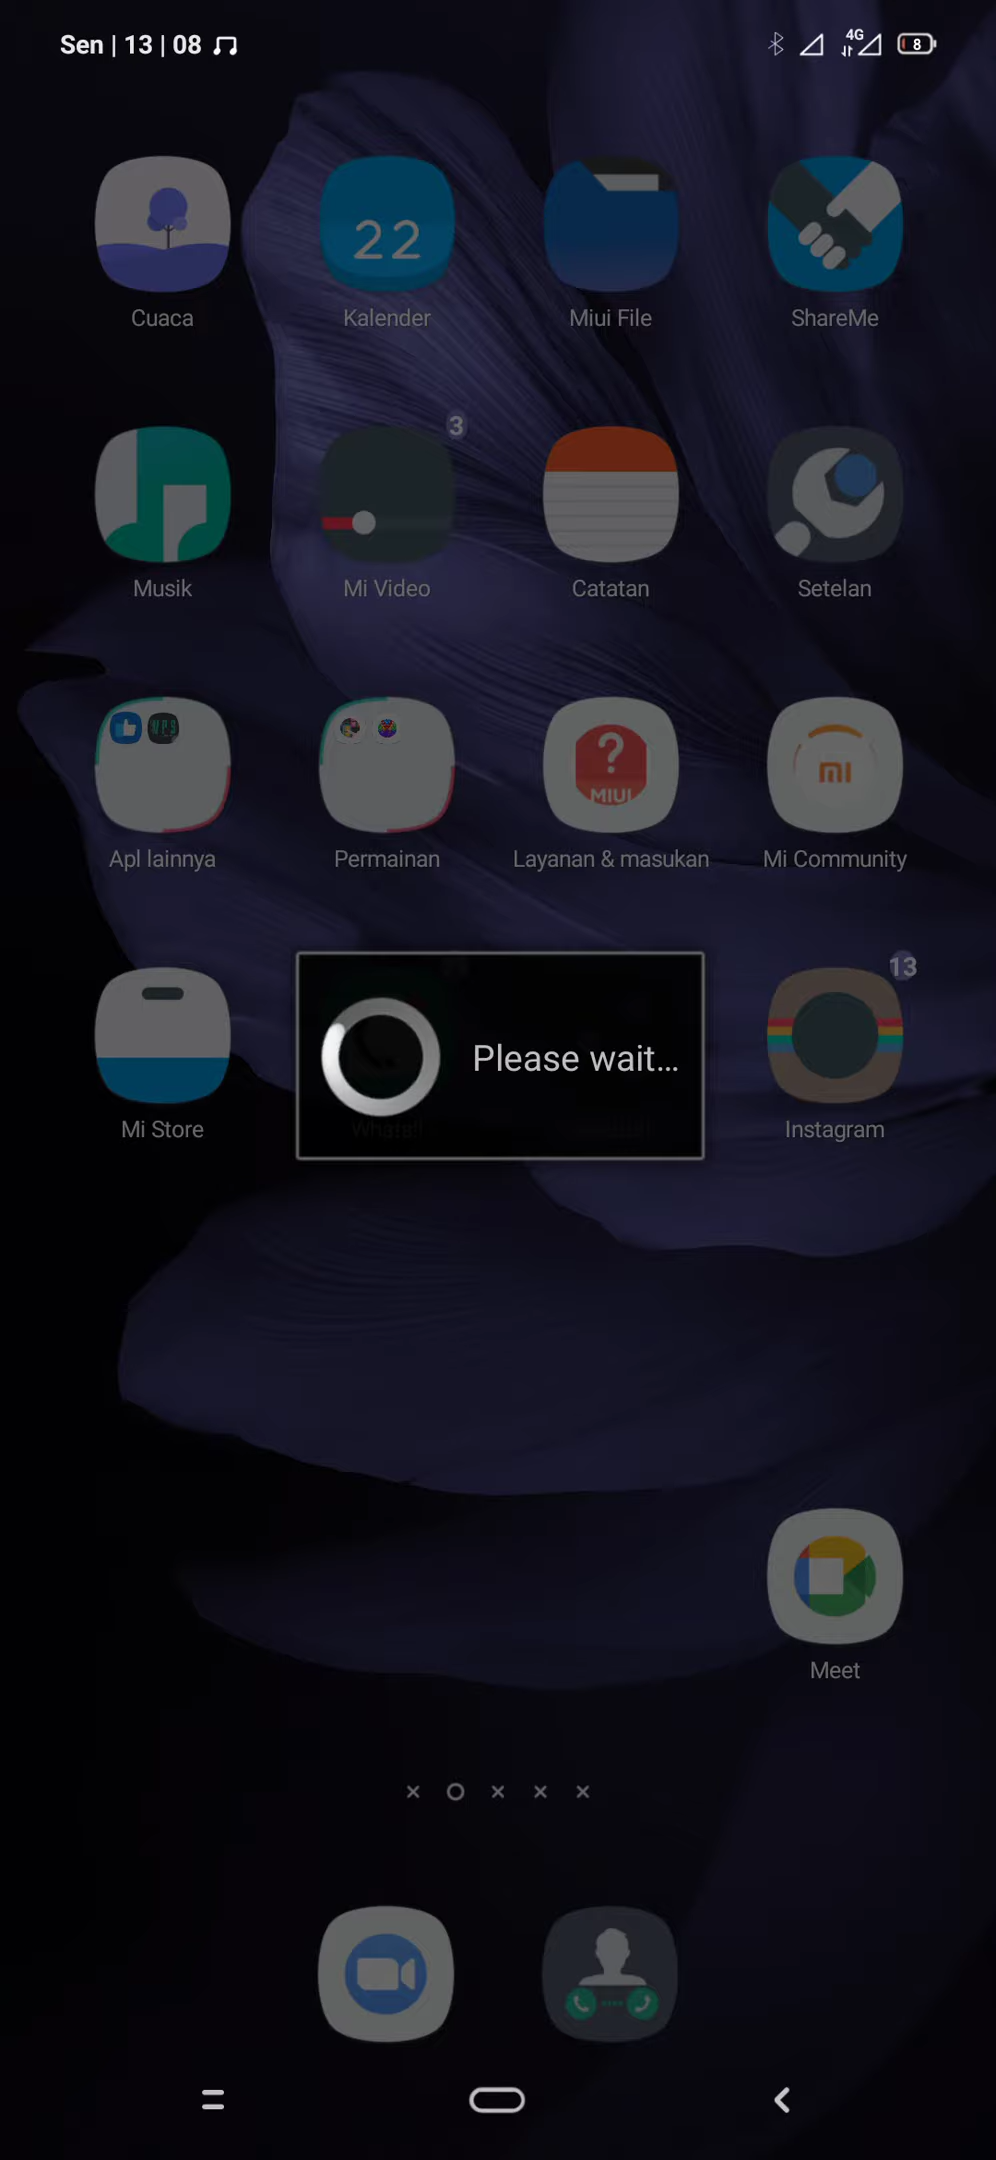 Sen | 13 | 08
4G
8
22
Cuaca
Kalender
Miui File
ShareMe
3
Musik
Mi Video
Catatan
Setelan
?
MIUI
mi
Apl lainnya
Permainan
Layanan & masukan
Mi Community
13
Please wait...
Mi Store
Instagram
Meet